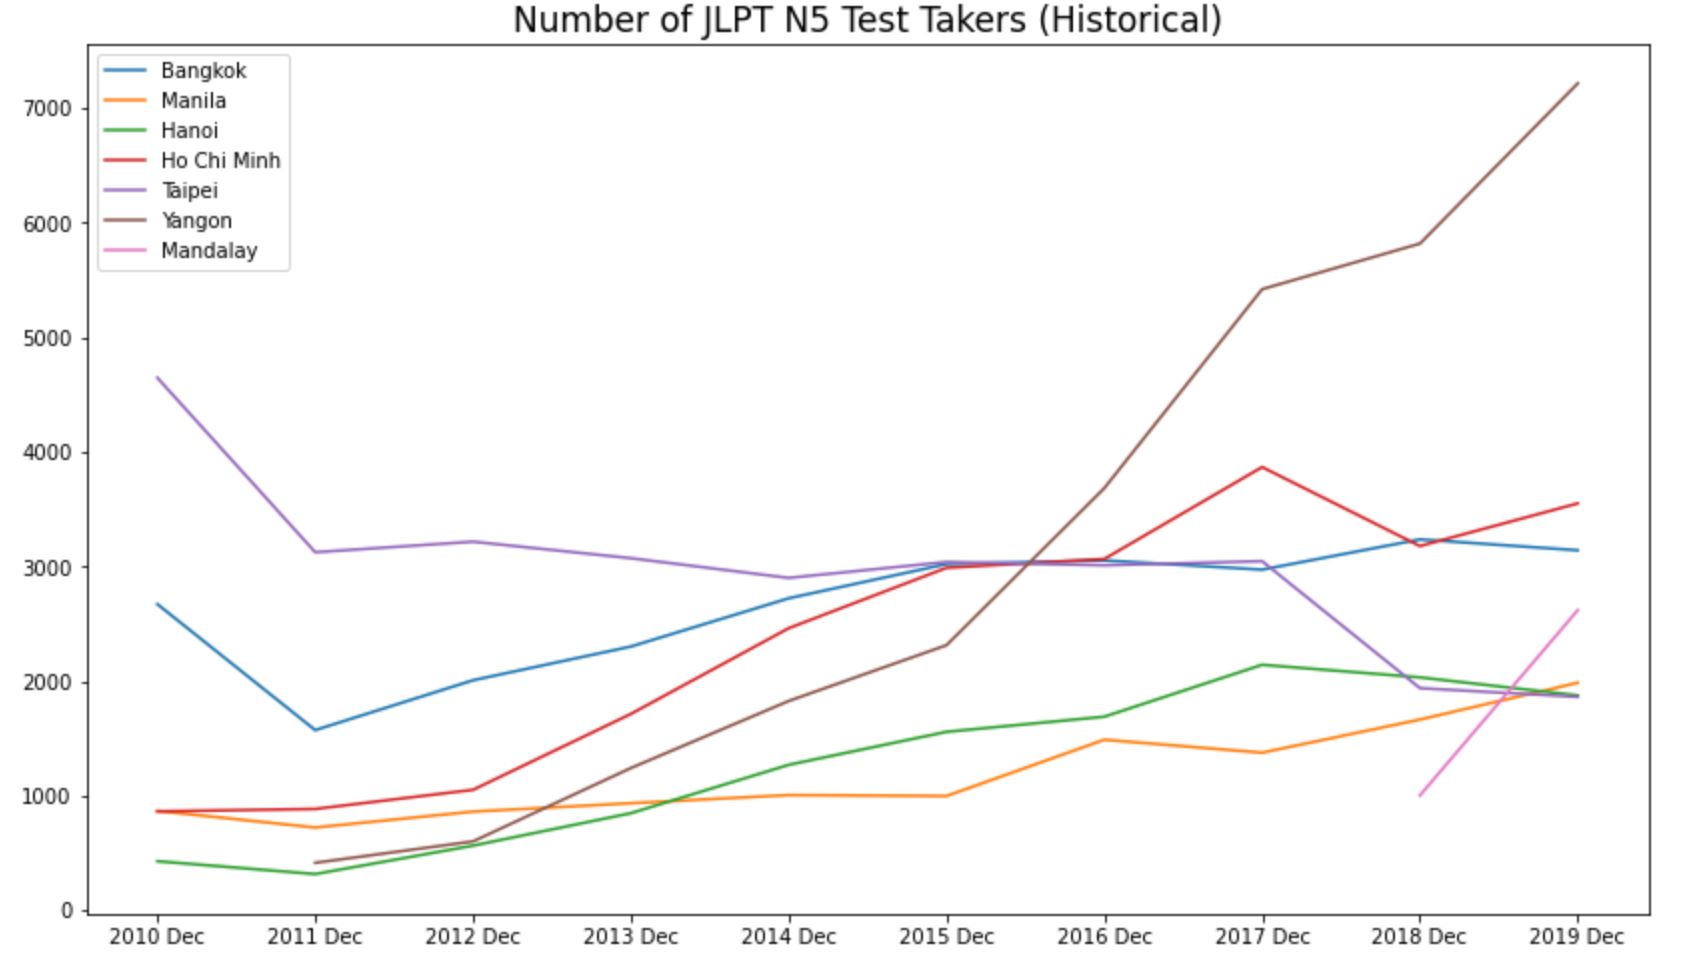 Number of JLPT N5 Test Takers (Historical)
Bangkok
Manila
Hanoi
Ho Chi Minh
Taipei
Yangon
Mandalay
7000
6000
5000
4000
3000
2000
1000
0
2010 Dec 2011 Dec 2012 Dec 2013 Dec 2014 Dec 2015 Dec 2016 Dec 2017 Dec 2018 Dec 2019 Dec